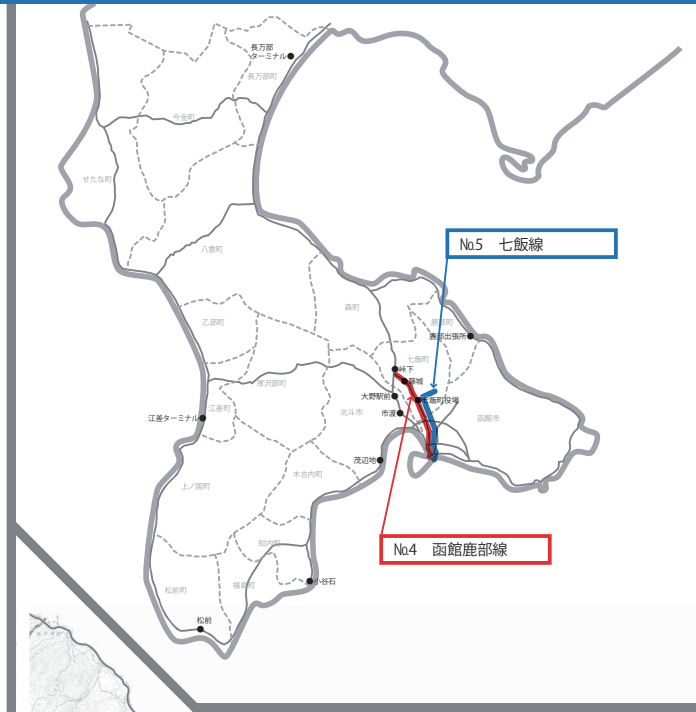 長万部
ターミナル
長万部町
今金町
せたな町
№5 七飯線
八雲町
森町
乙部町
鹿部町
鹿部出張所
七飯町
峠下
藤城
厚沢部町
大野駅前
七飯町役場
江差町
北斗市
市渡
函館市
江差ターミナル
茂辺地
木古内町
上ノ国町
知内町
№4 函館鹿部線
福島町
小谷石
松前町
松前